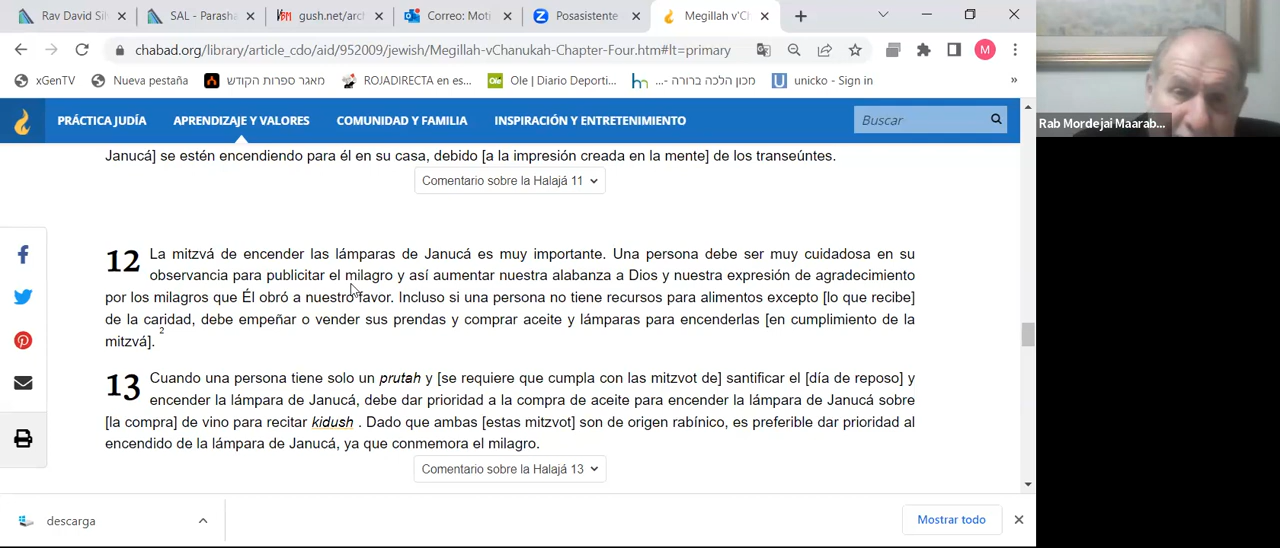 Rav David Sil
SAL - Parasha
gush.net/arc
Correo: Moti
Posasistente
Megillah v'Ch
chabad.org/library/article_cdo/aid/952009/jewish/Megillah-vChanukah-Chapter-Four.htm#lt=primary
M
xGenTV
Nueva pestaña
מאגר ספרות הקודש
ROJADIRECTA en es...
Ole | Diario Deporti...
מכון הלכה ברורה -...
unicko - Sign in
»
PRÁCTICA JUDÍA
APRENDIZAJE Y VALORES
COMUNIDAD Y FAMILIA
INSPIRACIÓN Y ENTRETENIMIENTO
Buscar
Rab Mordejai Maarab...
Janucá] se estén encendiendo para él en su casa, debido [a la impresión creada en la mente] de los transeúntes.
Comentario sobre la Halajá 11
12 La mitzvá de encender las lámparas de Janucá es muy importante. Una persona debe ser muy cuidadosa en su
observancia para publicitar el milagro y así aumentar nuestra alabanza a Dios y nuestra expresión de agradecimiento
por los milagros que Él obró a nuestro favor. Incluso si una persona no tiene recursos para alimentos excepto [lo que recibe]
de la caridad, debe empeñar o vender sus prendas y comprar aceite y lámparas para encenderlas [en cumplimiento de la
mitzvá]. 2
13 Cuando una persona tiene solo un prutah y [se requiere que cumpla con las mitzvot de] santificar el [día de reposo] y
encender la lámpara de Janucá, debe dar prioridad a la compra de aceite para encender la lámpara de Janucá sobre
[la compra] de vino para recitar kidush . Dado que ambas [estas mitzvot] son de origen rabínico, es preferible dar prioridad al
encendido de la lámpara de Janucá, ya que conmemora el milagro.
Comentario sobre la Halajá 13
descarga
Mostrar todo